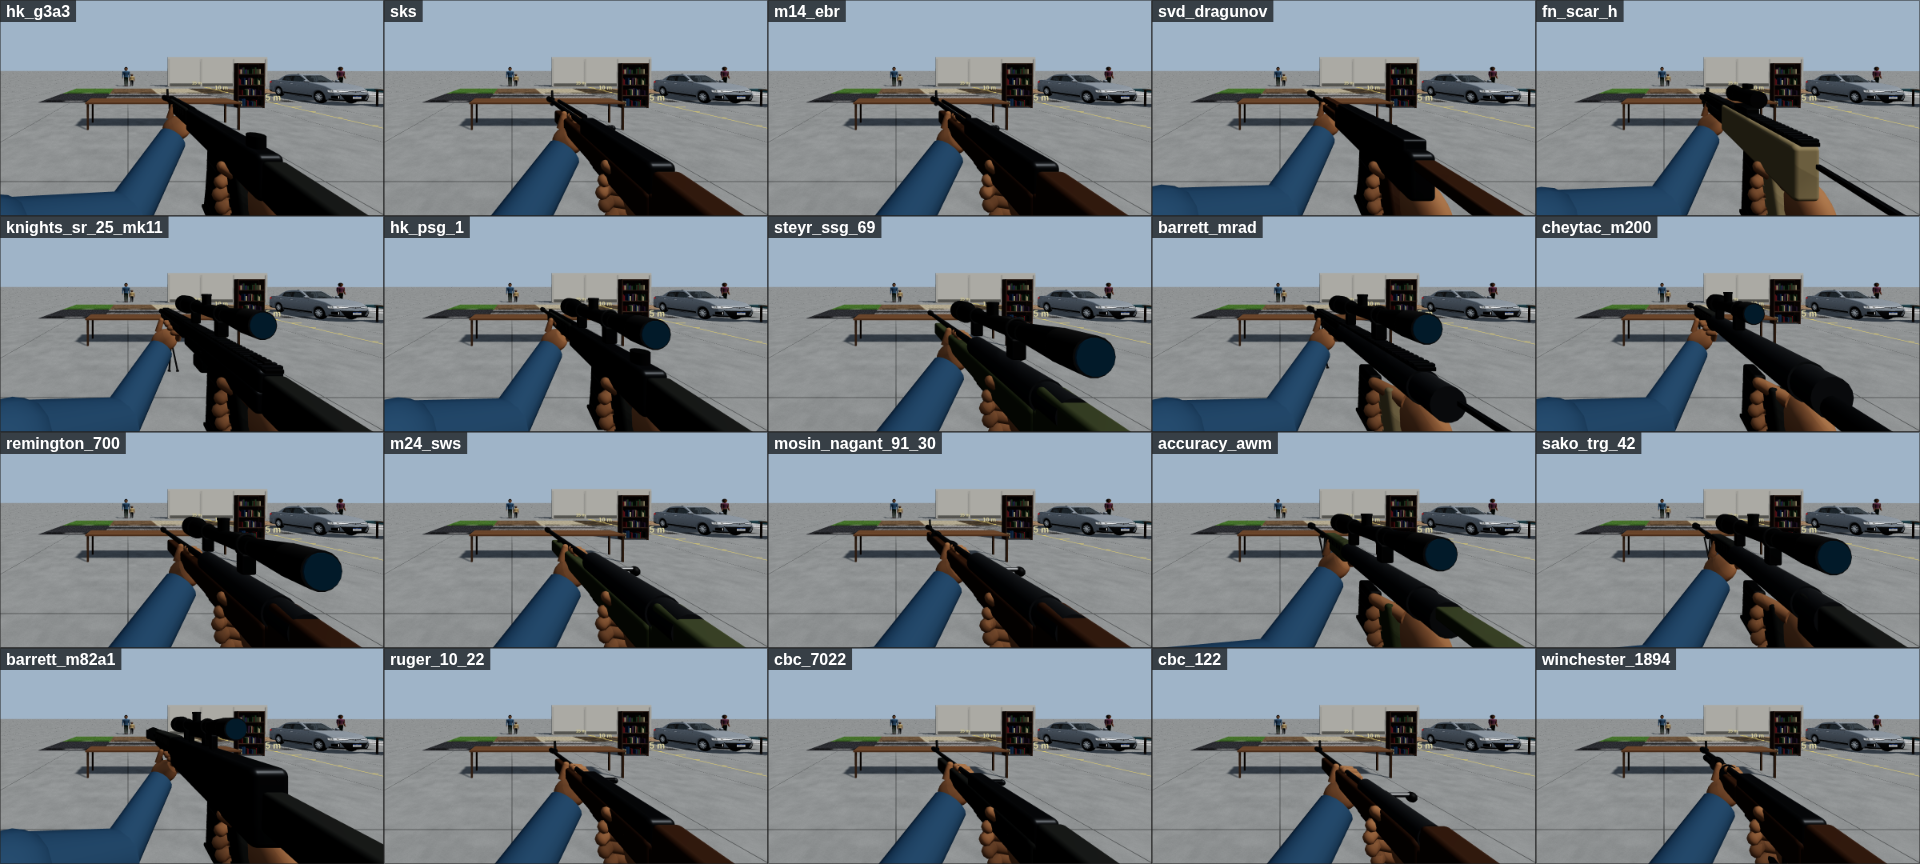 hk_g3a3
sks
m14_ebr
svd_dragunov
fn_scar_h
knights_sr_25_mk11
hk_psg_1
steyr_ssg_69
barrett_mrad
cheytac_m200
remington_700
m24_sws
mosin_nagant_91_30
accuracy_awm
sako_trg_42
barrett_m82a1
ruger_10_22
cbc_7022
cbc_122
winchester_1894